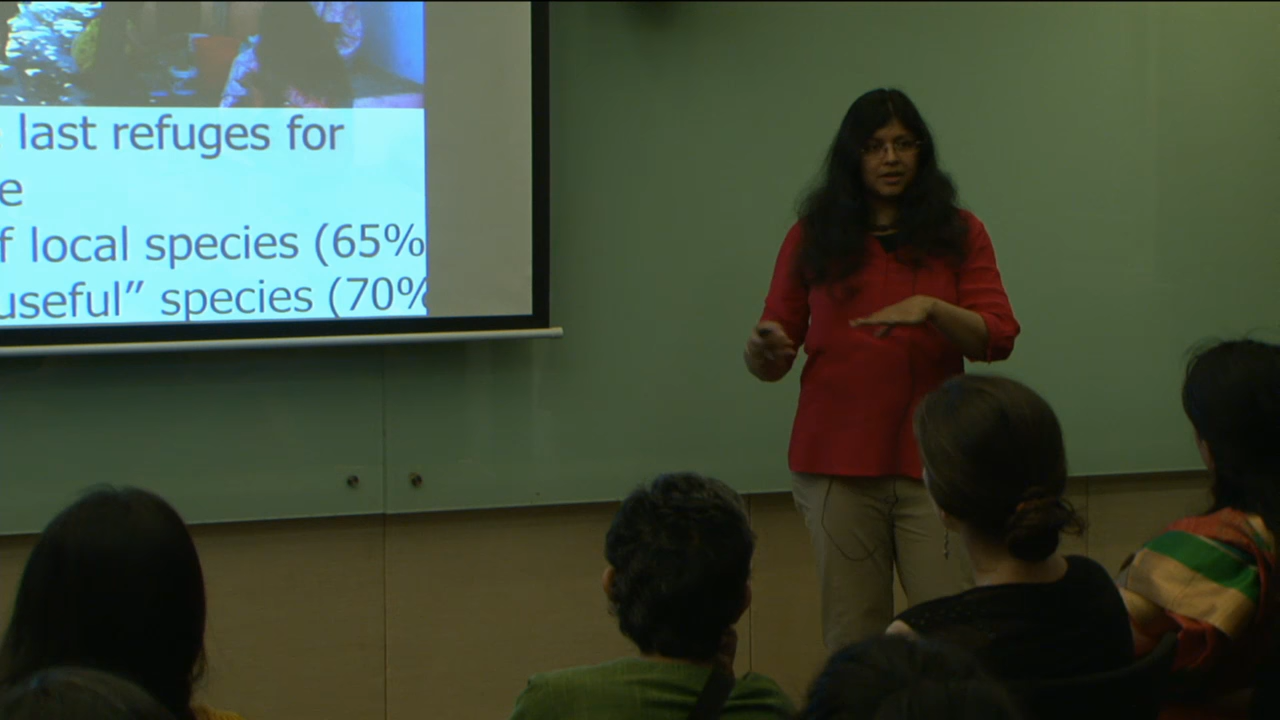 last refuges for
e
f local species (65%
useful” species (70%